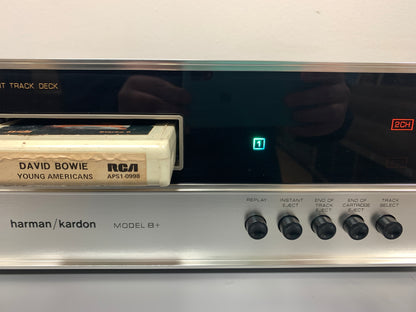 TRACK DECK
2CH
1
DAVID BOWIE
YOUNG AMERICANS
RCA
APS1-0998
REPLAY
INSTANT
EJECT
END OF
TRACK
EJECT
END OF
CARTRIDGE
EJECT
TRACK
SELECT
harman/kardon
MODEL 8+